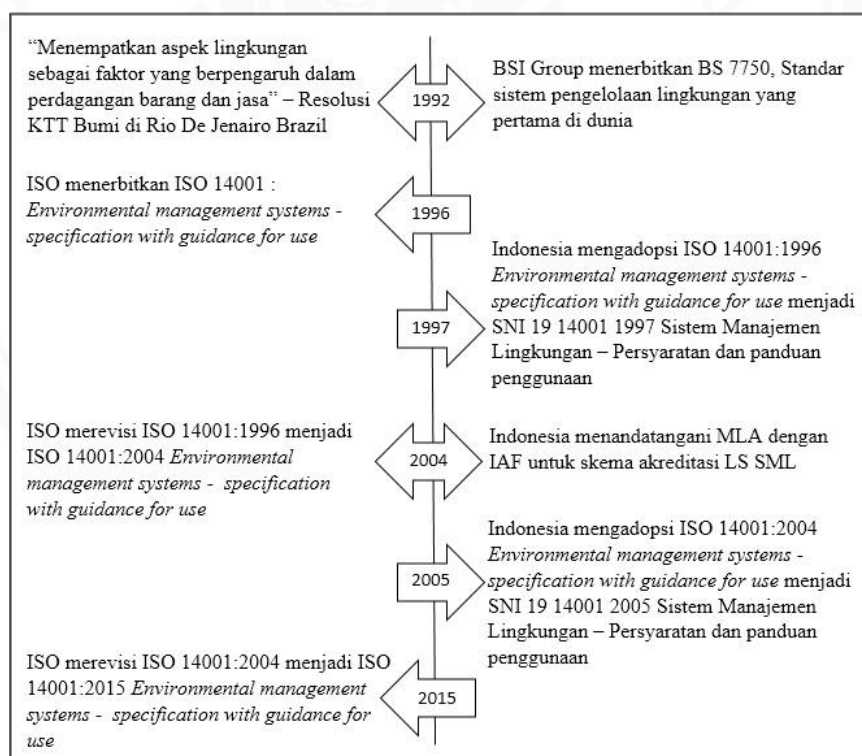 “Menempatkan aspek lingkungan
sebagai faktor yang berpengaruh dalam
perdagangan barang dan jasa” – Resolusi
KTT Bumi di Rio De Jenairo Brazil
1992
BSI Group menerbitkan BS 7750, Standar
sistem pengelolaan lingkungan yang
pertama di dunia
ISO menerbitkan ISO 14001 :
Environmental management systems -
specification with guidance for use
1996
Indonesia mengadopsi ISO 14001:1996
Environmental management systems -
specification with guidance for use menjadi
SNI 19 14001 1997 Sistem Manajemen
Lingkungan – Persyaratan dan panduan
penggunaan
1997
ISO merevisi ISO 14001:1996 menjadi
ISO 14001:2004 Environmental
management systems - specification
with guidance for use
2004
Indonesia menandatangani MLA dengan
IAF untuk skema akreditasi LS SML
Indonesia mengadopsi ISO 14001:2004
Environmental management systems -
specification with guidance for use menjadi
SNI 19 14001 2005 Sistem Manajemen
Lingkungan – Persyaratan dan panduan
penggunaan
2005
ISO merevisi ISO 14001:2004 menjadi ISO
14001:2015 Environmental management
systems - specification with guidance for
use
2015